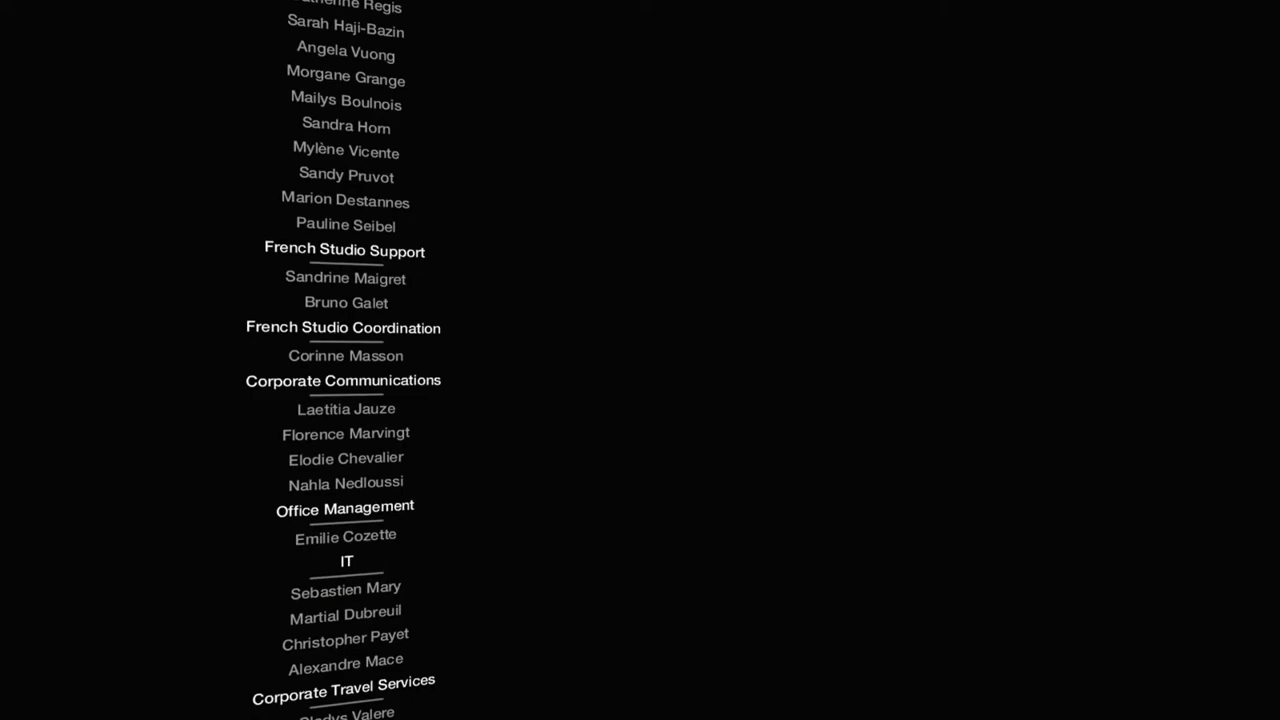 Regis
Sarah Haji-Bazin
Angela Vuong
Morgane Grange
Mailys Boulnois
Sandra Horn
Mylène Vicente
Sandy Pruvot
Marion Destannes
Pauline Seibel
French Studio Support
Sandrine Maigret
Bruno Galet
French Studio Coordination
Corinne Masson
Corporate Communications
Laetitia Jauze
Florence Marvingt
Elodie Chevalier
Nahla Nedloussi
Office Management
Emilie Cozette
IT
Sebastien Mary
Martial Dubreuil
Christopher Payet
Alexandre Mace
Corporate Travel Services
Gladys Valere